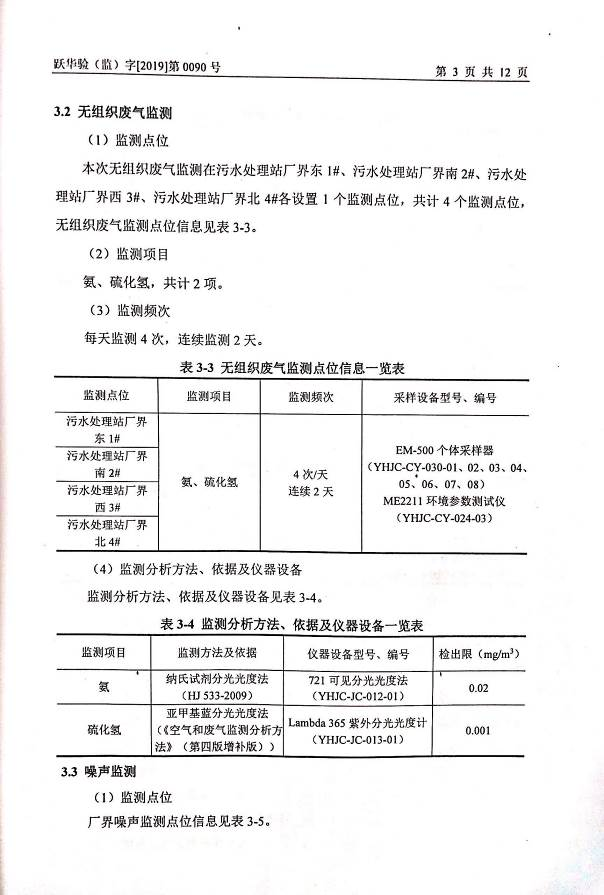 跃华验（监）字[2019]第 0090 号
第 3 页 共 12 页
3.2 无组织废气监测
（1）监测点位
本次无组织废气监测在污水处理站厂界东 1#、污水处理站厂界南 2#、污水处
理站厂界西 3#、污水处理站厂界北 4#各设置 1 个监测点位，共计 4 个监测点位，
无组织废气监测点位信息见表 3-3。
（2）监测项目
氨、硫化氢，共计 2 项。
（3）监测频次
每天监测 4 次，连续监测 2 天。
表 3-3 无组织废气监测点位信息一览表
监测点位 监测项目 监测频次 采样设备型号、编号
污水处理站厂界
东 1#
污水处理站厂界
南 2#
污水处理站厂界
西 3#
污水处理站厂界
北 4#
氨、硫化氢
4 次/天
连续 2 天
EM-500 个体采样器
（YHJC-CY-030-01、02、03、04、
05、06、07、08）
ME2211 环境参数测试仪
（YHJC-CY-024-03）
（4）监测分析方法、依据及仪器设备
监测分析方法、依据及仪器设备见表 3-4。
表 3-4 监测分析方法、依据及仪器设备一览表
监测项目 监测方法及依据 仪器设备型号、编号 检出限（mg/m³）
氨
纳氏试剂分光光度法
（HJ 533-2009）
721 可见分光光度法
（YHJC-JC-012-01）
0.02
硫化氢
亚甲基蓝分光光度法
（《空气和废气监测分析方
法》（第四版增补版））
Lambda 365 紫外分光光度计
（YHJC-JC-013-01）
0.001
3.3 噪声监测
（1）监测点位
厂界噪声监测点位信息见表 3-5。